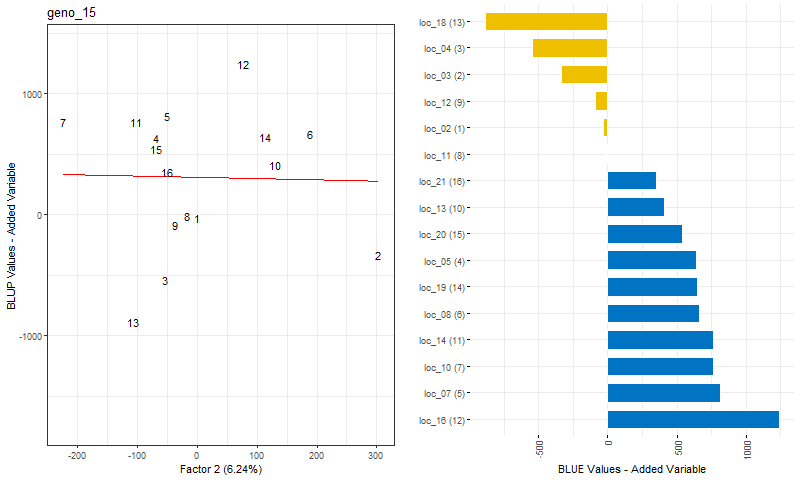 geno_15
BLUP Values - Added Variable
1000
0
-1000
12
7
11
5
4
15
14
6
10
16
8
1
9
2
3
13
-200
-100
0
100
200
300
Factor 2 (6.24%)
loc_18 (13)
loc_04 (3)
loc_03 (2)
loc_12 (9)
loc_02 (1)
loc_11 (8)
loc_21 (16)
loc_13 (10)
loc_20 (15)
loc_05 (4)
loc_19 (14)
loc_08 (6)
loc_14 (11)
loc_10 (7)
loc_07 (5)
loc_16 (12)
-500
0
500
1000
BLUE Values - Added Variable